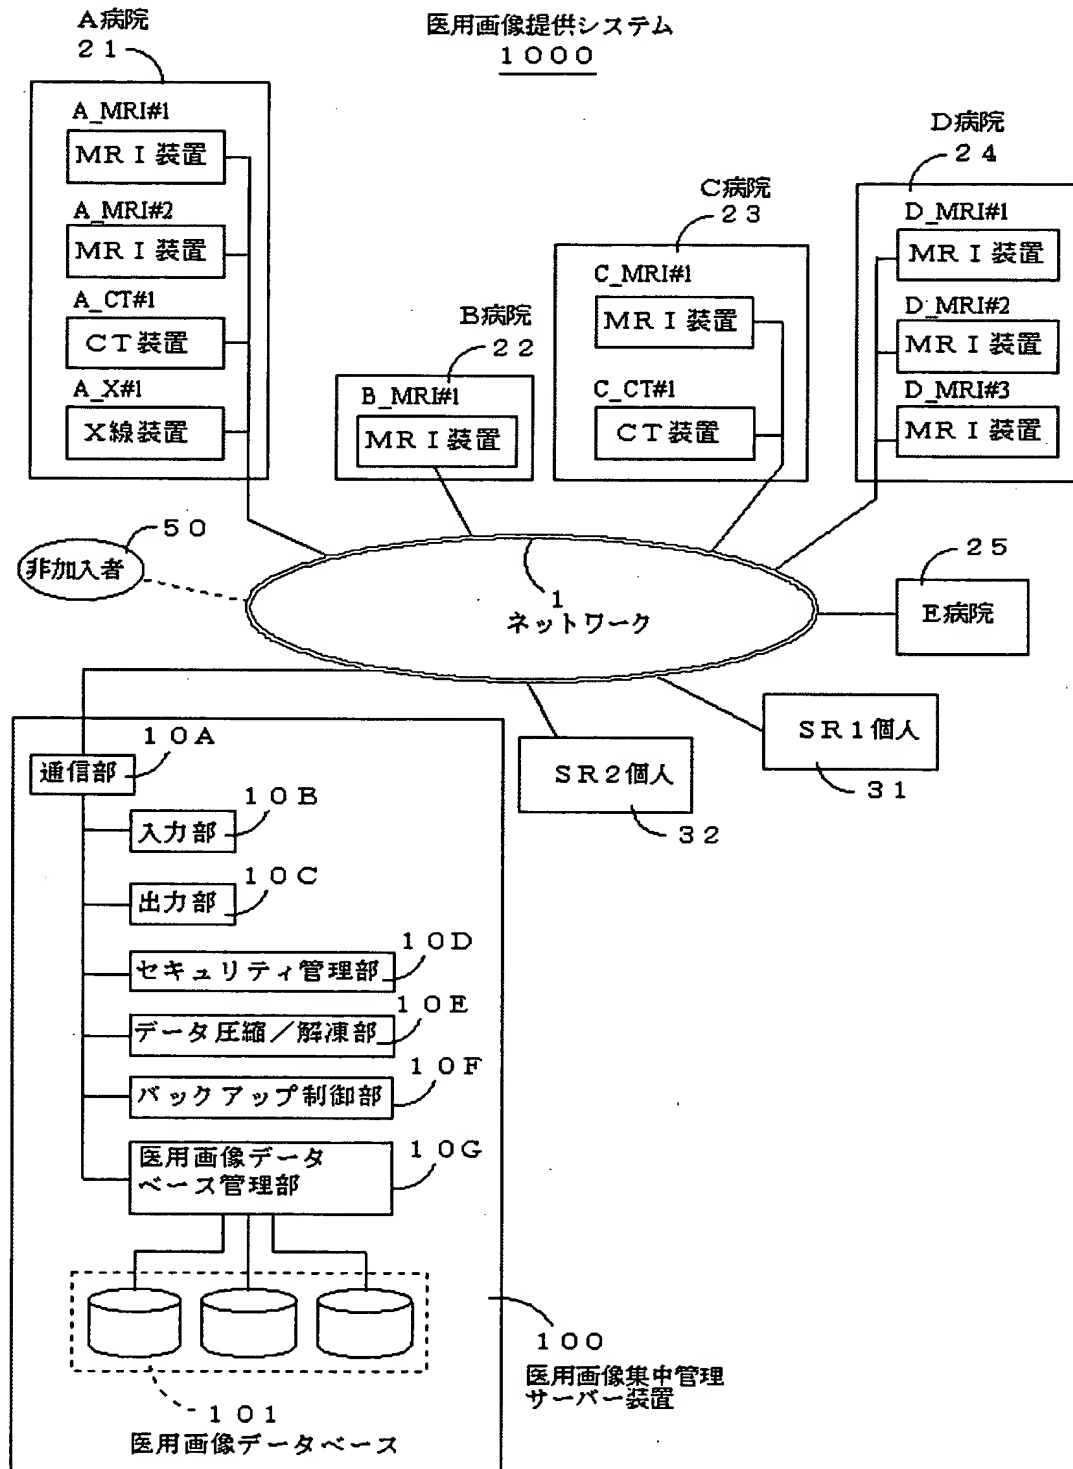 医用画像提供システム
1000
A病院
21
A_MRI#1
MRI装置
A_MRI#2
MRI装置
A_CT#1
CT装置
A_X#1
X線装置
B病院
22
B_MRI#1
MRI装置
C病院
23
C_MRI#1
MRI装置
C_CT#1
CT装置
D病院
24
D_MRI#1
MRI装置
D_MRI#2
MRI装置
D_MRI#3
MRI装置
50
非加入者
1
ネットワーク
25
E病院
SR1個人
31
SR2個人
32
10A
通信部
10B
入力部
10C
出力部
10D
セキュリティ管理部
10E
データ圧縮/解凍部
10F
バックアップ制御部
10G
医用画像データ
ベース管理部
100
医用画像集中管理
サーバー装置
101
医用画像データベース